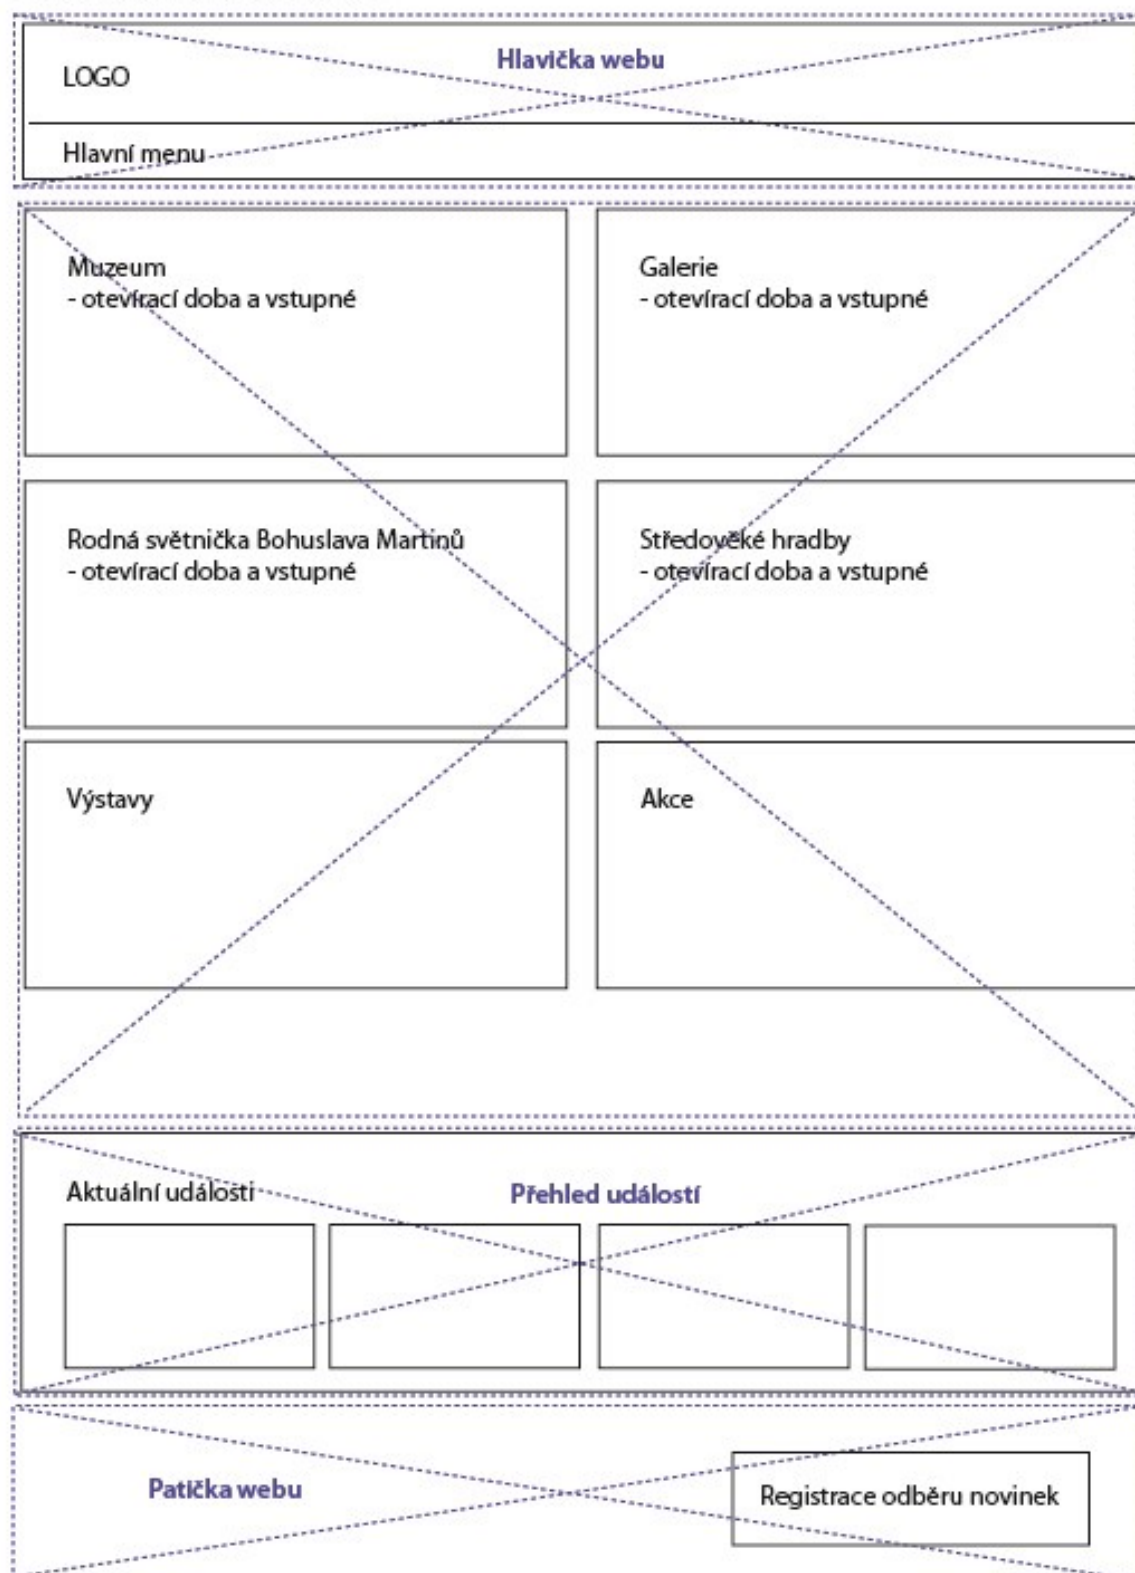 Hlavička webu
LOGO
Hlavní menu
Muzeum
- otevírací doba a vstupné
Galerie
- otevírací doba a vstupné
Rodná světnička Bohuslava Martinů
- otevírací doba a vstupné
Středověké hradby
- otevírací doba a vstupné
Výstavy
Akce
Aktuální události
Přehled událostí
Patička webu
Registrace odběru novinek